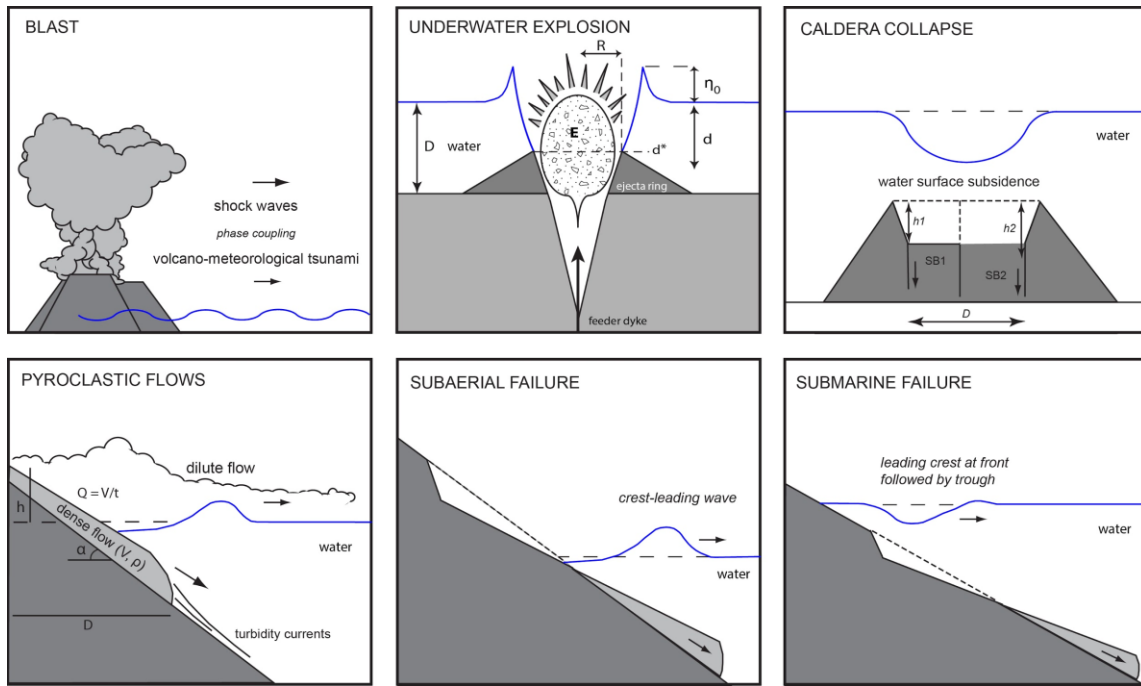 BLAST
shock waves
phase coupling
volcano-meteorological tsunami
UNDERWATER EXPLOSION
R
η0
E
D water
d
d*
ejecta ring
feeder dyke
CALDERA COLLAPSE
water
water surface subsidence
h1
h2
SB1
SB2
D
PYROCLASTIC FLOWS
dilute flow
Q = V/t
h
dense flow (V, ρ)
water
α
D
turbidity currents
SUBAERIAL FAILURE
crest-leading wave
water
SUBMARINE FAILURE
leading crest at front
followed by trough
water